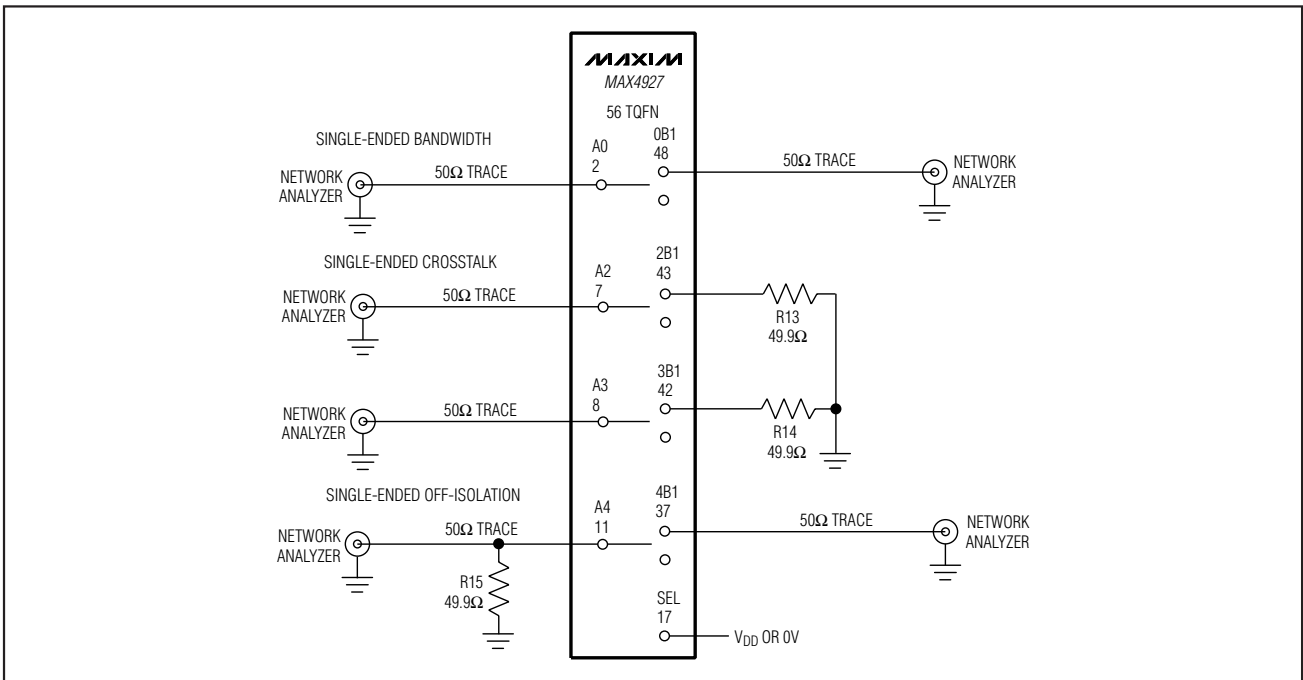 MAXIM
MAX4927
56 TQFN
SINGLE-ENDED BANDWIDTH
NETWORK
ANALYZER
50Ω TRACE
A0
2
0B1
48
50Ω TRACE
NETWORK
ANALYZER
SINGLE-ENDED CROSSTALK
NETWORK
ANALYZER
50Ω TRACE
A2
7
2B1
43
R13
49.9Ω
NETWORK
ANALYZER
50Ω TRACE
A3
8
3B1
42
R14
49.9Ω
SINGLE-ENDED OFF-ISOLATION
NETWORK
ANALYZER
50Ω TRACE
R15
49.9Ω
A4
11
4B1
37
50Ω TRACE
NETWORK
ANALYZER
SEL
17
VDD OR 0V